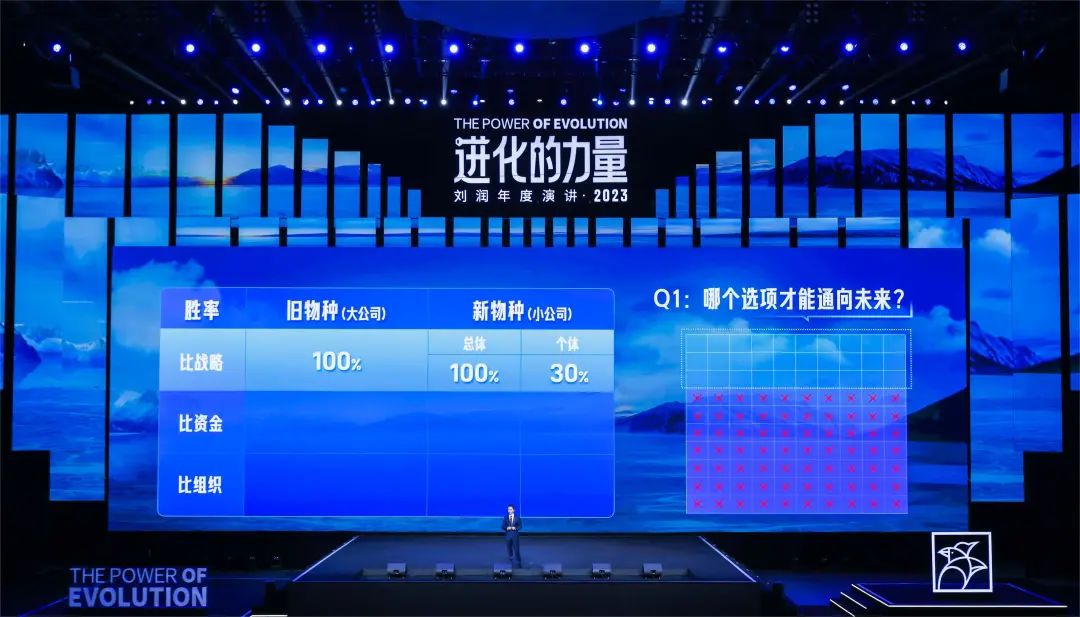 THE POWER OF EVOLUTION
进化的力量
刘润年度演讲·2023
胜率 旧物种(大公司) 新物种(小公司)
总体 个体
比战略 100% 100% 30%
比资金
比组织
Q1:哪个选项才能通向未来?
THE POWER OF
EVOLUTION